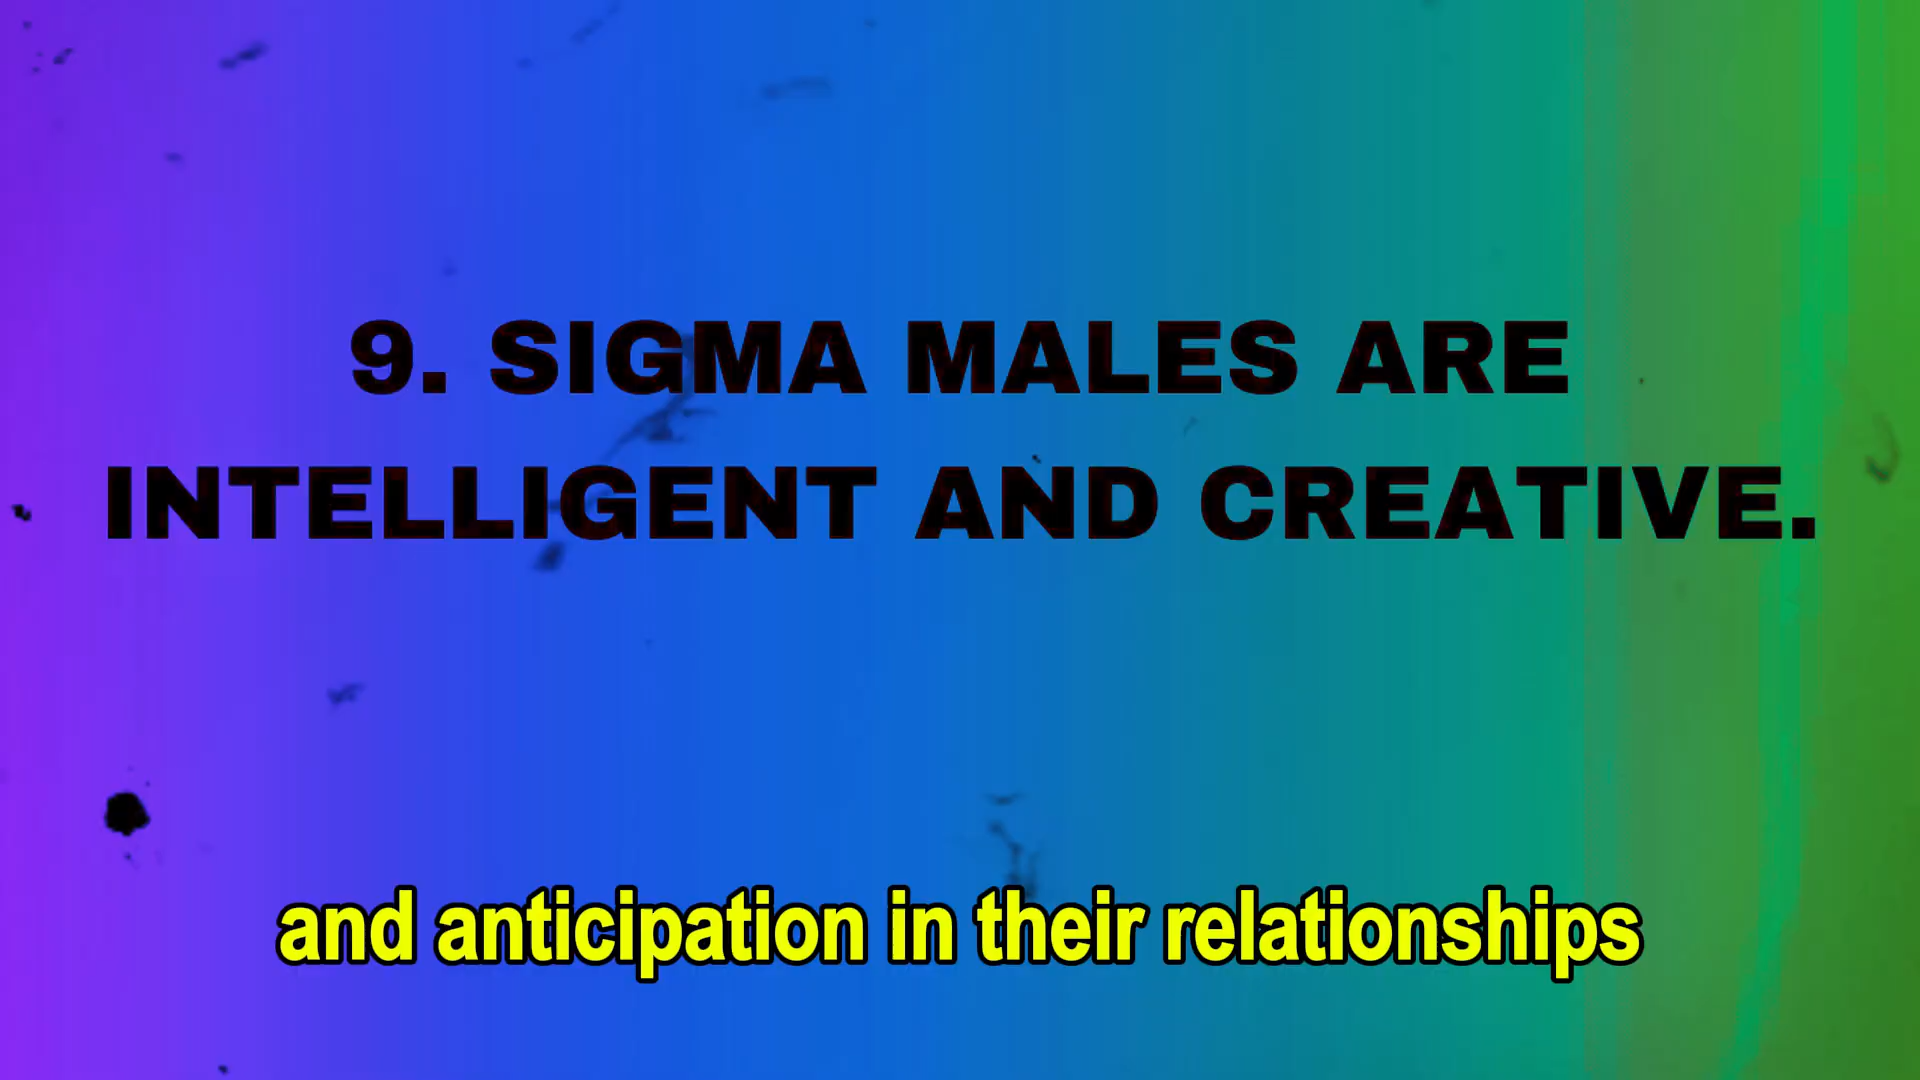 9. SIGMA MALES ARE
INTELLIGENT AND CREATIVE.
and anticipation in their relationships